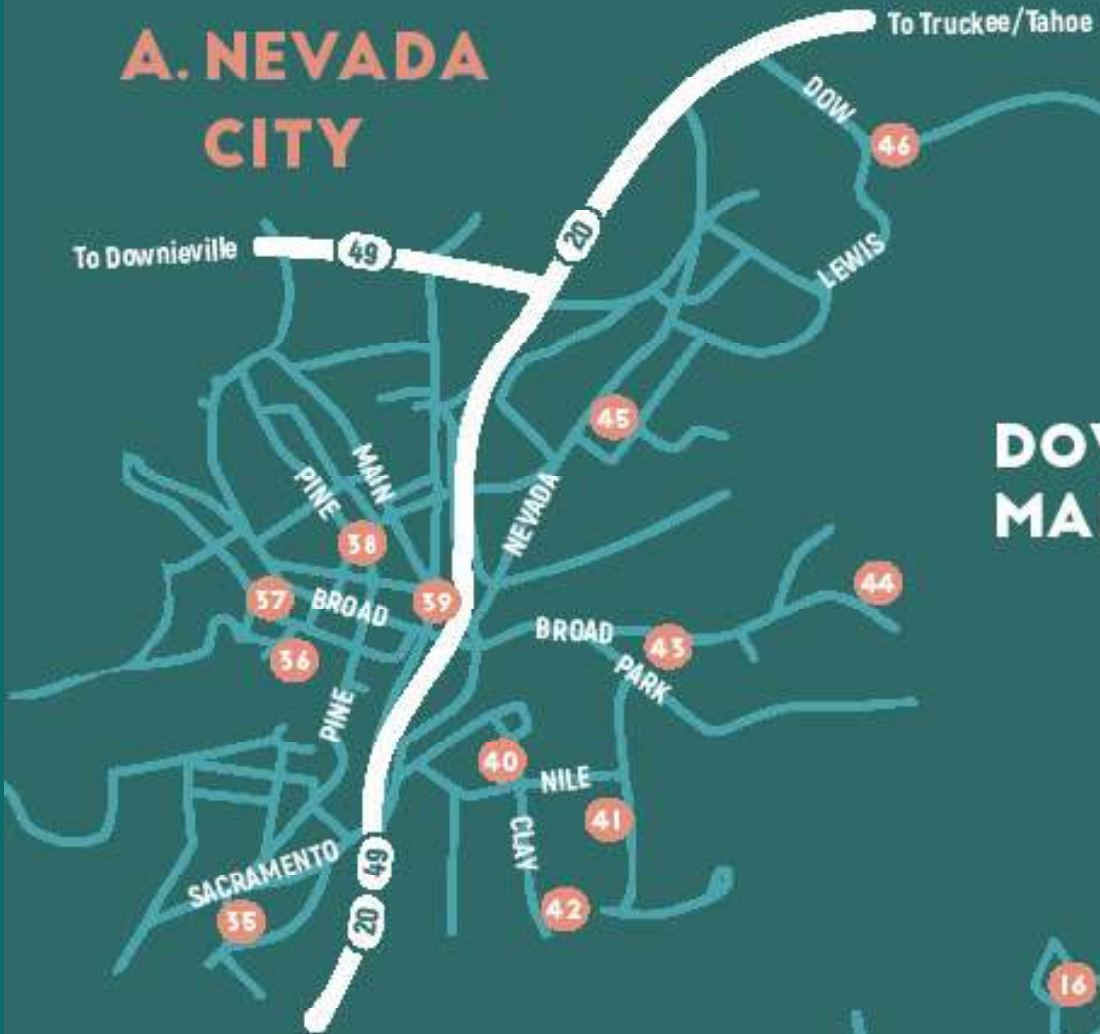 A. NEVADA
CITY
To Truckee/Tahoe
DOW
46
20
To Downieville
49
LEWIS
45
MAIN
PINE
NEVADA
38
44
37
BROAD
39
BROAD
43
36
PARK
PINE
40
NILE
41
CLAY
49
SACRAMENTO
35
20
42
16
MA